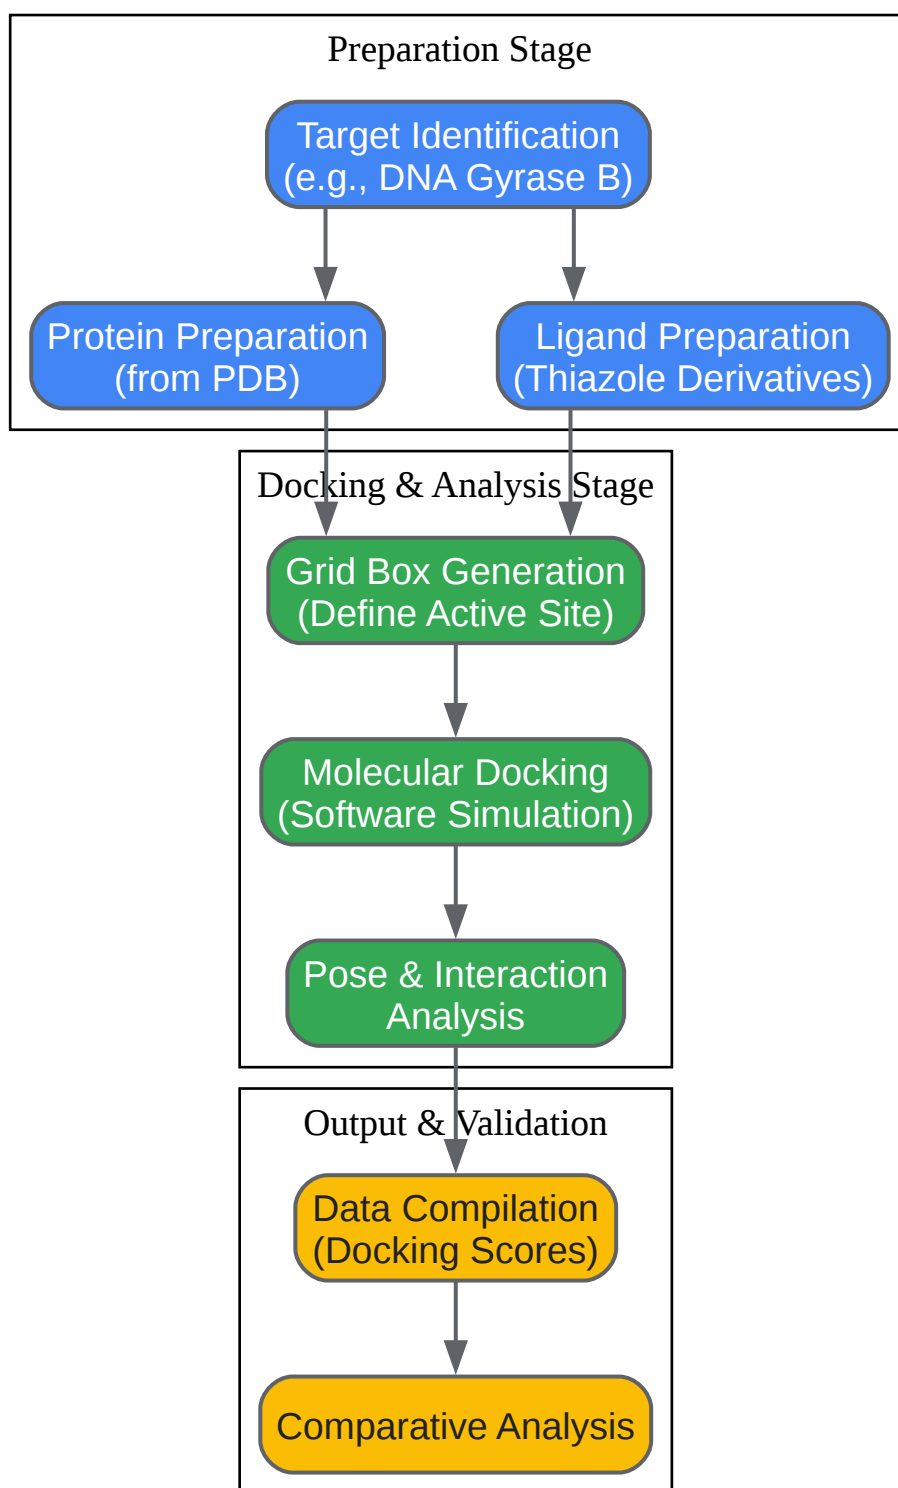 Preparation Stage
Target Identification
(e.g., DNA Gyrase B)
Protein Preparation
(from PDB)
Ligand Preparation
(Thiazole Derivatives)
Docking & Analysis Stage
Grid Box Generation
(Define Active Site)
Molecular Docking
(Software Simulation)
Pose & Interaction
Analysis
Output & Validation
Data Compilation
(Docking Scores)
Comparative Analysis